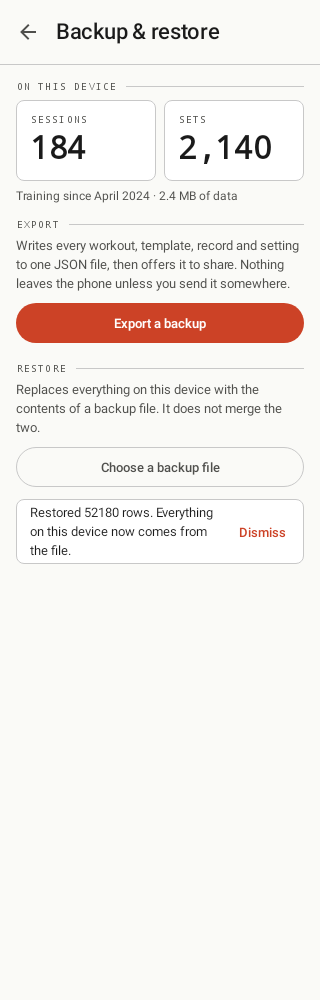 Backup & restore
ON THIS DEVICE
SESSIONS
184
SETS
2,140
Training since April 2024 · 2.4 MB of data
EXPORT
Writes every workout, template, record and setting
to one JSON file, then offers it to share. Nothing
leaves the phone unless you send it somewhere.
Export a backup
RESTORE
Replaces everything on this device with the
contents of a backup file. It does not merge the
two.
Choose a backup file
Restored 52180 rows. Everything
on this device now comes from
the file.
Dismiss